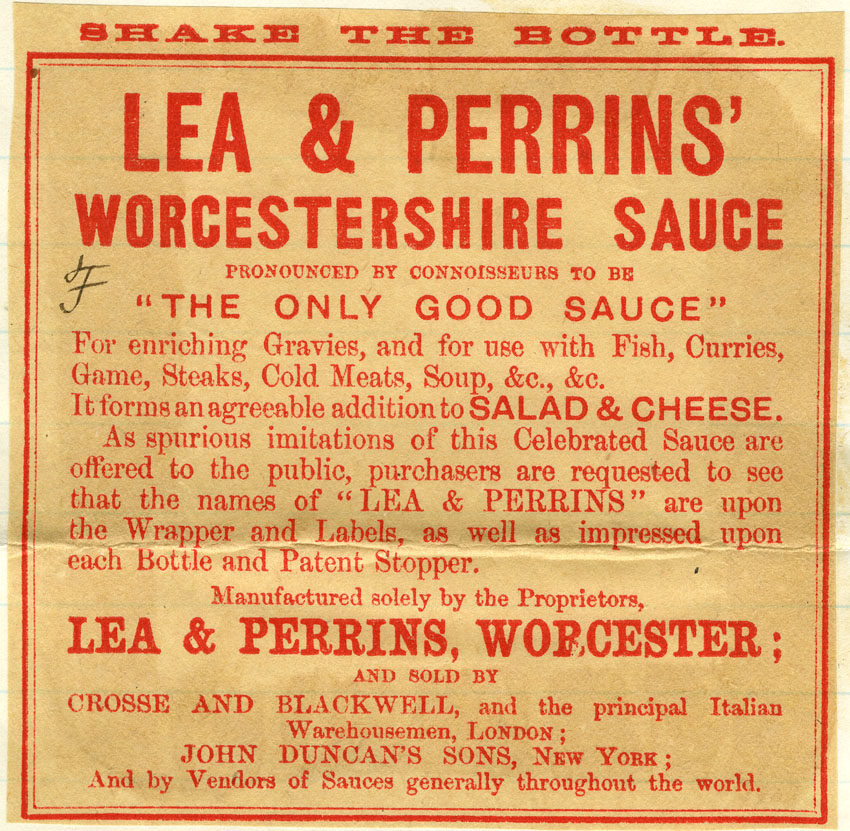 SHAKE THE BOTTLE.
LEA & PERRINS'
WORCESTERSHIRE SAUCE
PRONOUNCED BY CONNOISSEURS TO BE
"THE ONLY GOOD SAUCE"
For enriching Gravies, and for use with Fish, Curries,
Game, Steaks, Cold Meats, Soup, &c., &c.
It forms an agreeable addition to SALAD & CHEESE.
As spurious imitations of this Celebrated Sauce are
offered to the public, purchasers are requested to see
that the names of "LEA & PERRINS" are upon
the Wrapper and Labels, as well as impressed upon
each Bottle and Patent Stopper.
Manufactured solely by the Proprietors,
LEA & PERRINS, WORCESTER;
AND SOLD BY
CROSSE AND BLACKWELL, and the principal Italian
Warehousemen, LONDON;
JOHN DUNCAN'S SONS, NEW YORK;
And by Vendors of Sauces generally throughout the world.